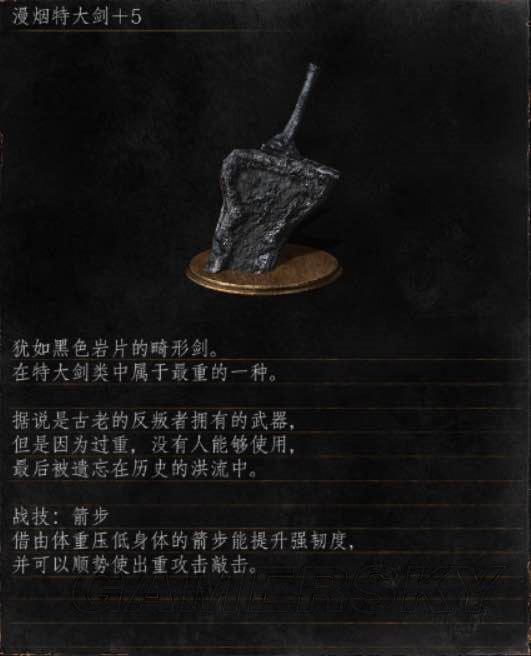 漫烟特大剑+5
犹如黑色岩片的畸形剑。
在特大剑类中属于最重的一种。
据说是古老的反叛者拥有的武器，
但是因为过重，没有人能够使用，
最后被遗忘在历史的洪流中。
战技：箭步
借由体重压低身体的箭步能提升强韧度，
并可以顺势使出重攻击敲击。
GAMERSKY